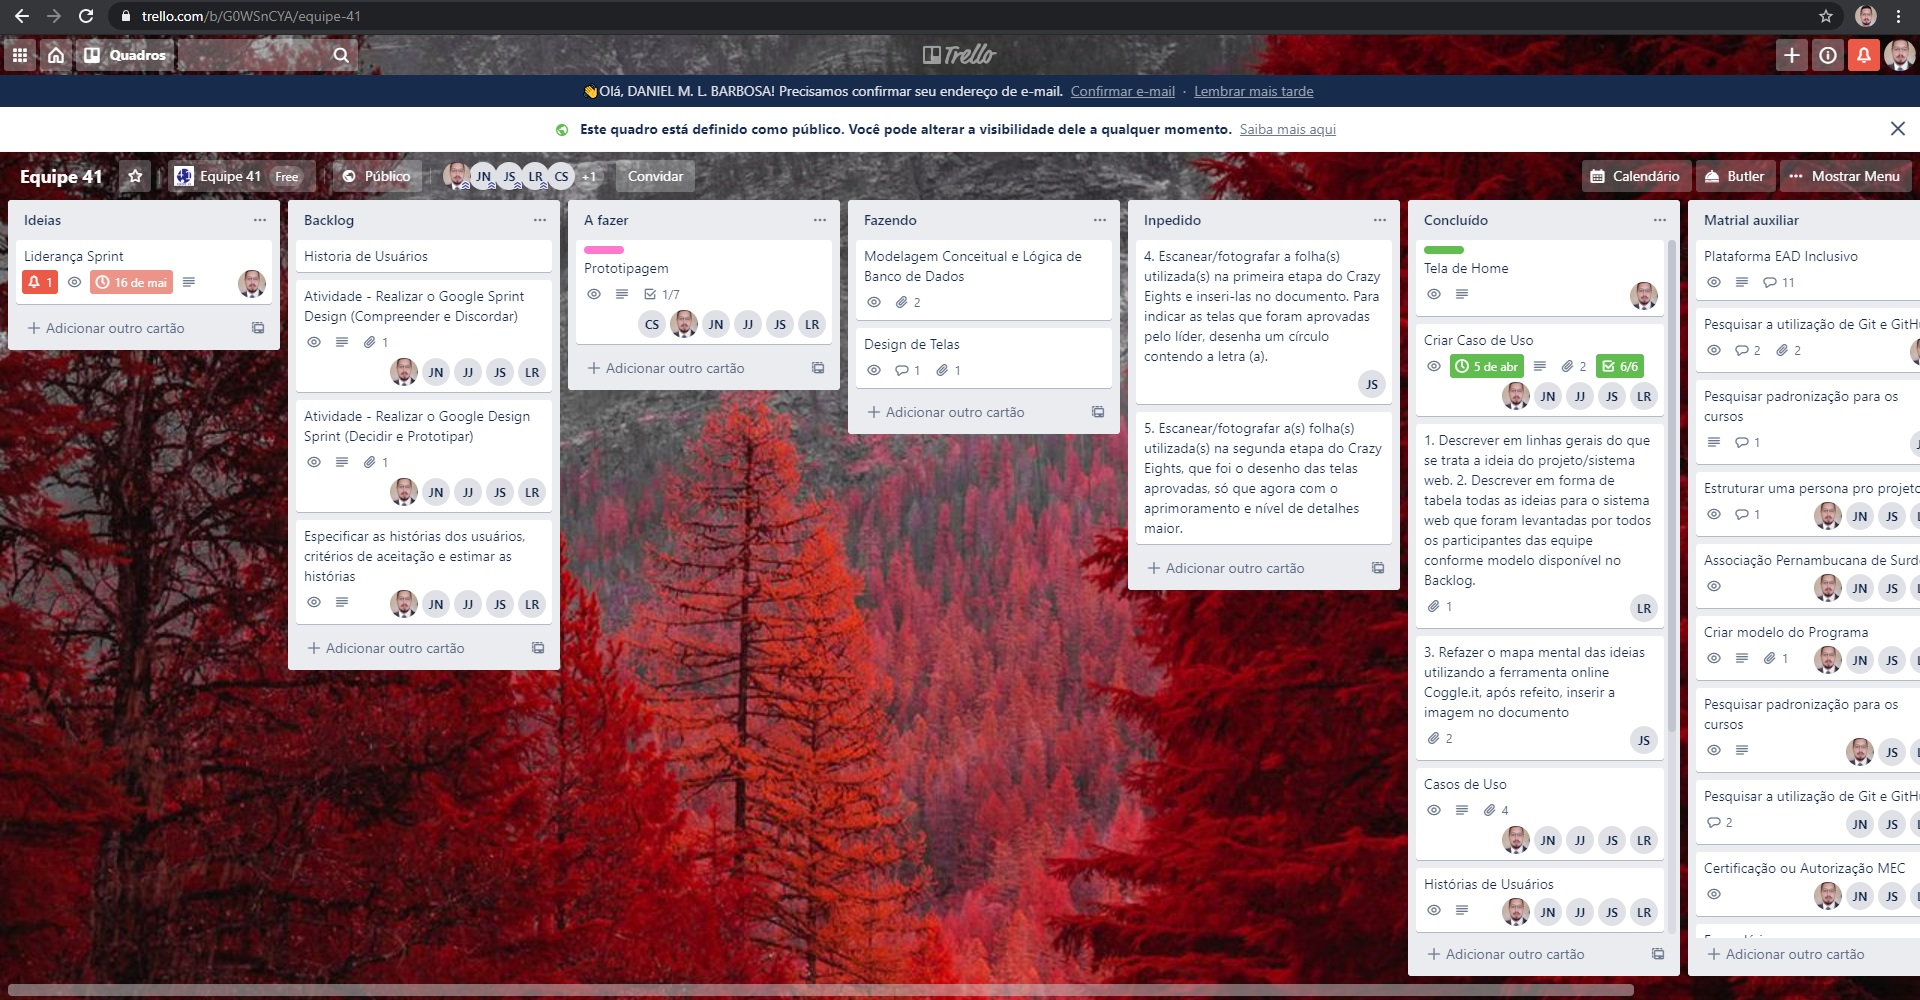 trello.com/b/G0WSnCYA/equipe-41
Quadros
Trello
Olá, DANIEL M. L. BARBOSA! Precisamos confirmar seu endereço de e-mail. Confirmar e-mail · Lembrar mais tarde
Este quadro está definido como público. Você pode alterar a visibilidade dele a qualquer momento. Saiba mais aqui
Equipe 41
Equipe 41 Free
Público
JN JS LR CS +1
Convidar
Calendário
Butler
Mostrar Menu
Ideias
Liderança Sprint
1 16 de mai
Adicionar outro cartão
Backlog
Historia de Usuários
Atividade - Realizar o Google Sprint
Design (Compreender e Discordar)
1
JN JJ JS LR
Atividade - Realizar o Google Design
Sprint (Decidir e Prototipar)
1
JN JJ JS LR
Especificar as histórias dos usuários,
critérios de aceitação e estimar as
histórias
JN JJ JS LR
Adicionar outro cartão
A fazer
Prototipagem
1/7
CS JN JJ JS LR
Adicionar outro cartão
Fazendo
Modelagem Conceitual e Lógica de
Banco de Dados
2
Design de Telas
1 1
Adicionar outro cartão
Inpedido
4. Escanear/fotografar a folha(s)
utilizada(s) na primeira etapa do Crazy
Eights e inseri-las no documento. Para
indicar as telas que foram aprovadas
pelo líder, desenha um círculo
contendo a letra (a).
JS
5. Escanear/fotografar a(s) folha(s)
utilizada(s) na segunda etapa do Crazy
Eights, que foi o desenho das telas
aprovadas, só que agora com o
aprimoramento e nível de detalhes
maior.
Adicionar outro cartão
Concluído
Tela de Home
Criar Caso de Uso
5 de abr 2 6/6
JN JJ JS LR
1. Descrever em linhas gerais do que
se trata a ideia do projeto/sistema
web. 2. Descrever em forma de
tabela todas as ideias para o sistema
web que foram levantadas por todos
os participantes das equipe
conforme modelo disponível no
Backlog.
1
LR
3. Refazer o mapa mental das ideias
utilizando a ferramenta online
Coggle.it, após refeito, inserir a
imagem no documento
2
JS
Casos de Uso
4
JN JJ JS LR
Histórias de Usuários
JN JJ JS LR
Adicionar outro cartão
Matrial auxiliar
Plataforma EAD Inclusivo
11
Pesquisar a utilização de Git e GitH
2 2
Pesquisar padronização para os
cursos
1
Estruturar uma persona pro projeto
1
JN JS
Associação Pernambucana de Surd
JN JS
Criar modelo do Programa
1
JN JS
Pesquisar padronização para os
cursos
JS
Pesquisar a utilização de Git e GitH
2
JN JS
Certificação ou Autorização MEC
JN JS
Adicionar outro cartão